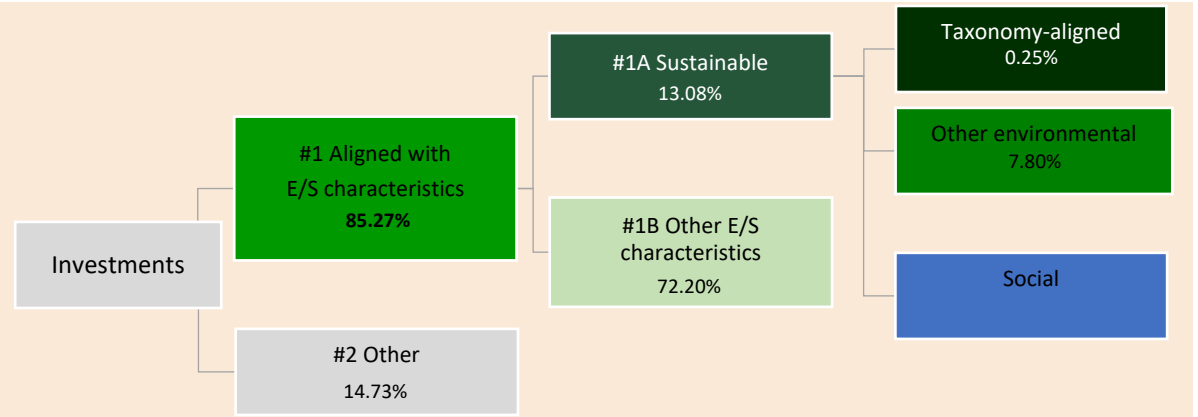 Investments
#1 Aligned with
E/S characteristics
85.27%
#2 Other
14.73%
#1A Sustainable
13.08%
#1B Other E/S
characteristics
72.20%
Taxonomy-aligned
0.25%
Other environmental
7.80%
Social